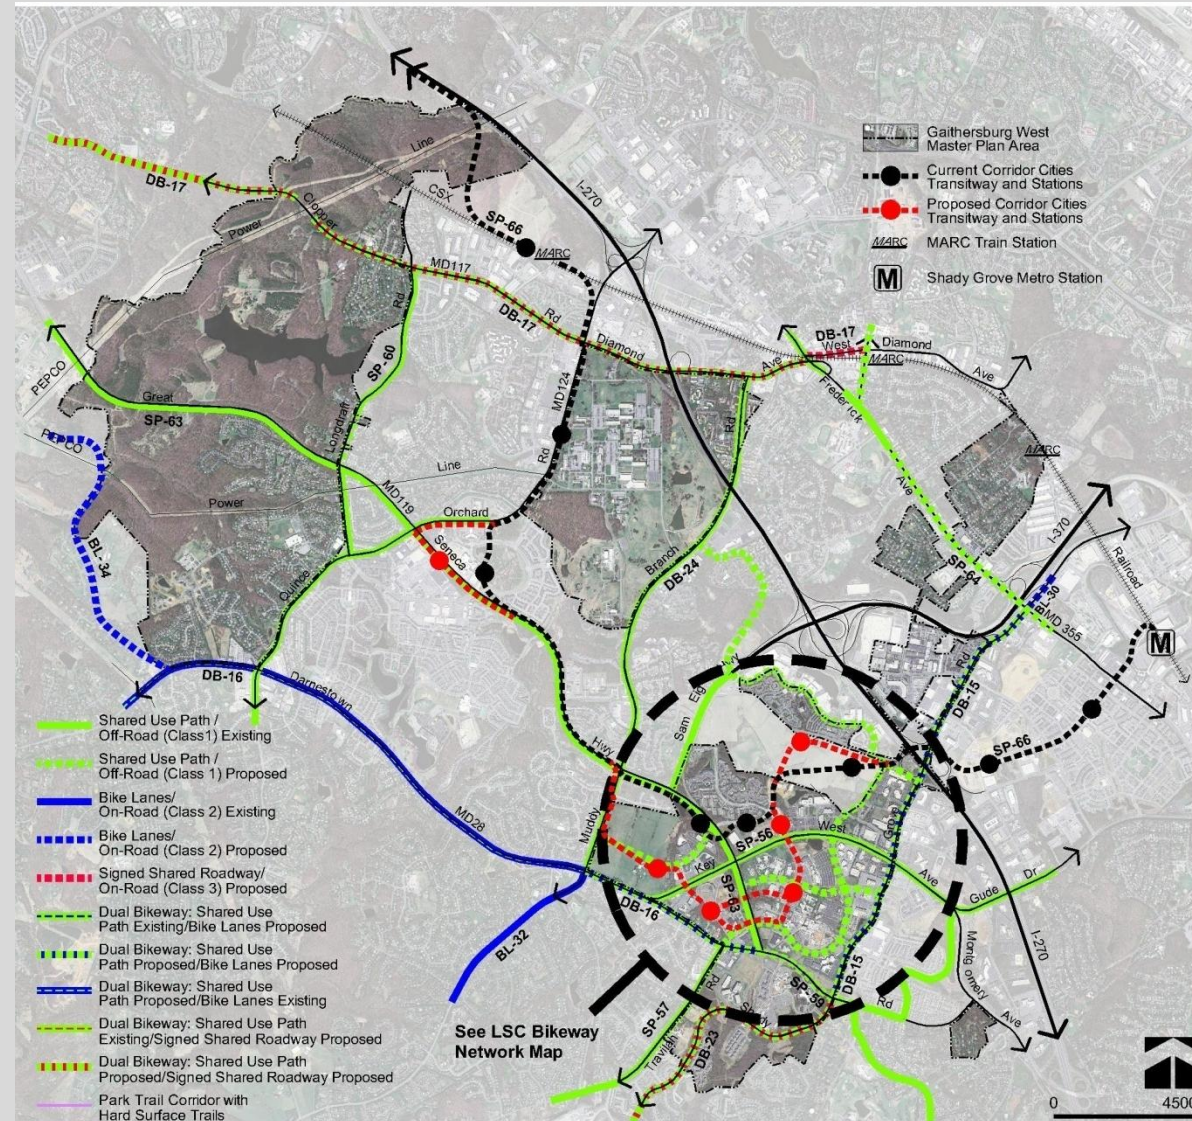 Gaithersburg West
Master Plan Area
Current Corridor Cities
Transitway and Stations
Proposed Corridor Cities
Transitway and Stations
MARC MARC Train Station
M Shady Grove Metro Station
Line
DB-17
Clopper
Power
CSX
I-270
SP-66
MARC
MD117
Rd
Rd
DB-17
Diamond
DB-17
West
Diamond
Ave
MARC
Ave
SP-60
PEPCO
Great
SP-63
MD124
Frederick
Longdraft
Rd
PEPCO
Line
Rd
Ave
MARC
Power
MD119
Orchard
I-370
BL-34
Seneca
Branch
DB-24
SP-64
Railroad
Quince
BL-30
MD 355
M
DB-16
Darnestown
Hwy
Rd
DB-15
Sam Eig
SP-66
Hwy
MD28
Muddy
SP-56
West
Grove
Key
Ave
Gude Dr
SP-63
DB-16
I-270
BL-32
Montgomery
DB-15
SP-59
Rd
Rd
Ave
Shady
SP-57
DB-23
Travilah
See LSC Bikeway
Network Map
Shared Use Path /
Off-Road (Class1) Existing
Shared Use Path /
Off-Road (Class 1) Proposed
Bike Lanes/
On-Road (Class 2) Existing
Bike Lanes/
On-Road (Class 2) Proposed
Signed Shared Roadway/
On-Road (Class 3) Proposed
Dual Bikeway: Shared Use
Path Existing/Bike Lanes Proposed
Dual Bikeway: Shared Use
Path Proposed/Bike Lanes Proposed
Dual Bikeway: Shared Use
Path Proposed/Bike Lanes Existing
Dual Bikeway: Shared Use Path
Existing/Signed Shared Roadway Proposed
Dual Bikeway: Shared Use Path
Proposed/Signed Shared Roadway Proposed
Park Trail Corridor with
Hard Surface Trails
0 4500